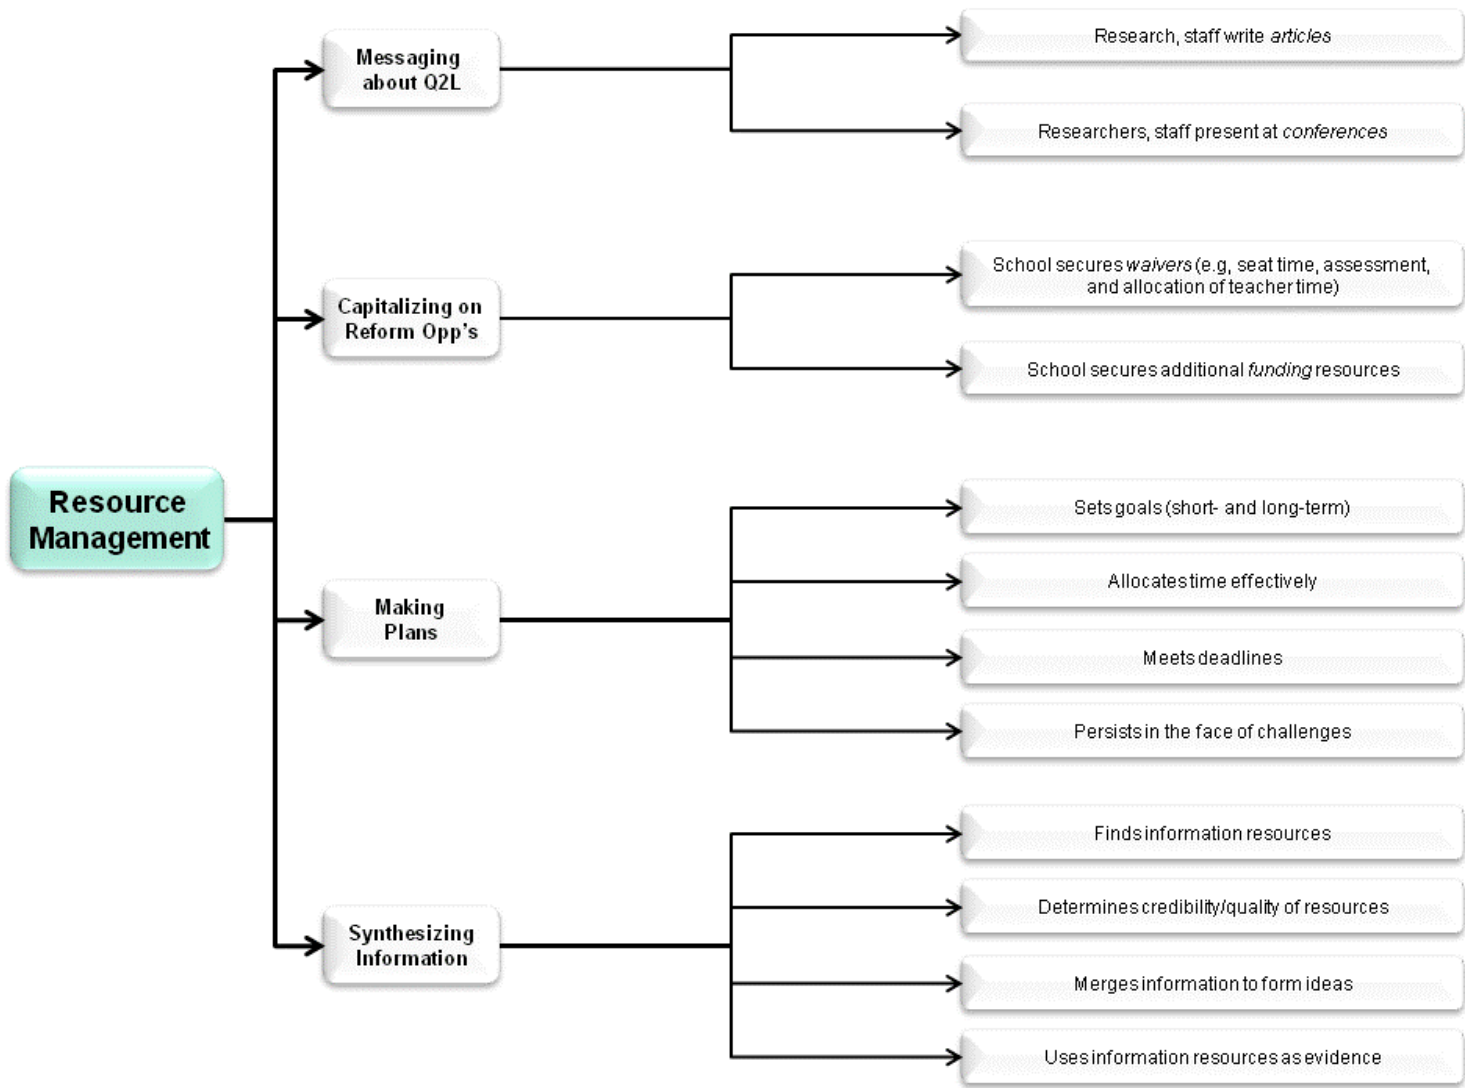 Messaging
about Q2L
Research, staff write articles
Researchers, staff present at conferences
Capitalizing on
Reform Opp's
School secures waivers (e.g, seat time, assessment,
and allocation of teacher time)
School secures additional funding resources
Resource
Management
Making
Plans
Sets goals (short- and long-term)
Allocates time effectively
Meets deadlines
Persists in the face of challenges
Synthesizing
Information
Finds information resources
Determines credibility/quality of resources
Merges information to form ideas
Uses information resources as evidence